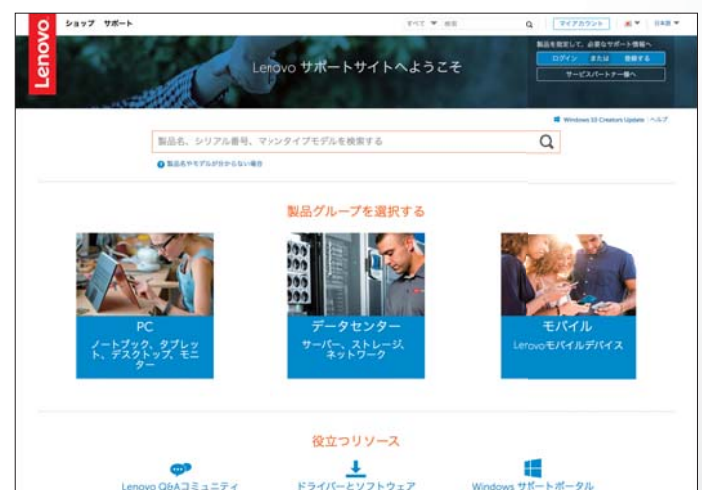 Lenovo
ショップ サポート
すべて 検索
マイアカウント
日本語
Lenovo サポートサイトへようこそ
製品を指定して、必要なサポート情報へ
ログイン または 登録する
サービスパートナー様へ
Windows 10 Creators Update ヘルプ
製品名、シリアル番号、マシンタイプモデルを検索する
製品名やモデルが分からない場合
製品グループを選択する
PC
ノートブック、タブレッ
ト、デスクトップ、モニ
ター
データセンター
サーバー、ストレージ、
ネットワーク
モバイル
Lenovoモバイルデバイス
役立つリソース
Lenovo Q&Aコミュニティ
ドライバーとソフトウェア
Windows サポートポータル